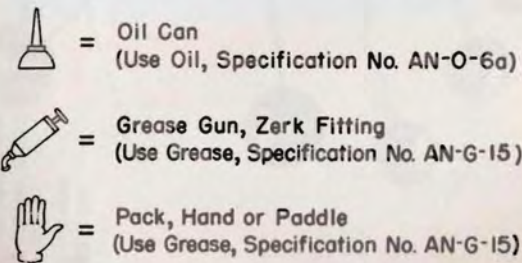 = Oil Can
(Use Oil, Specification No. AN-O-6a)
= Grease Gun, Zerk Fitting
(Use Grease, Specification No. AN-G-15)
= Pack, Hand or Paddle
(Use Grease, Specification No. AN-G-15)